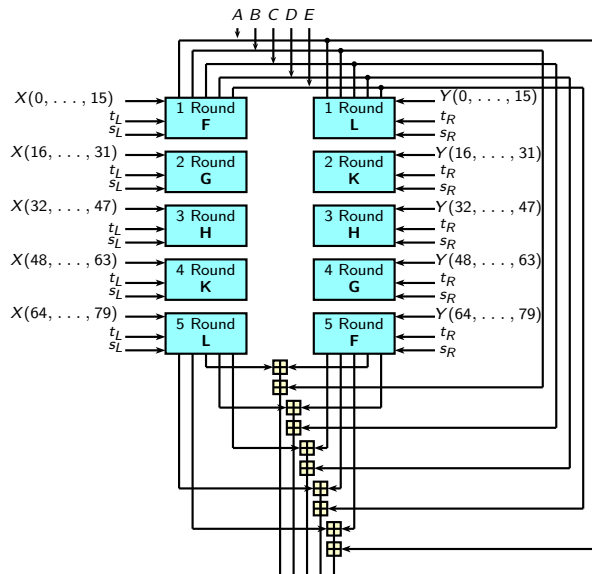 A B C D E
X(0, . . . , 15) 1 Round 1 Round Y(0, . . . , 15)
t_L F L t_R
s_L s_R
X(16, . . . , 31) 2 Round 2 Round Y(16, . . . , 31)
t_L G K t_R
s_L s_R
X(32, . . . , 47) 3 Round 3 Round Y(32, . . . , 47)
t_L H H t_R
s_L s_R
X(48, . . . , 63) 4 Round 4 Round Y(48, . . . , 63)
t_L K G t_R
s_L s_R
X(64, . . . , 79) 5 Round 5 Round Y(64, . . . , 79)
t_L L F t_R
s_L s_R